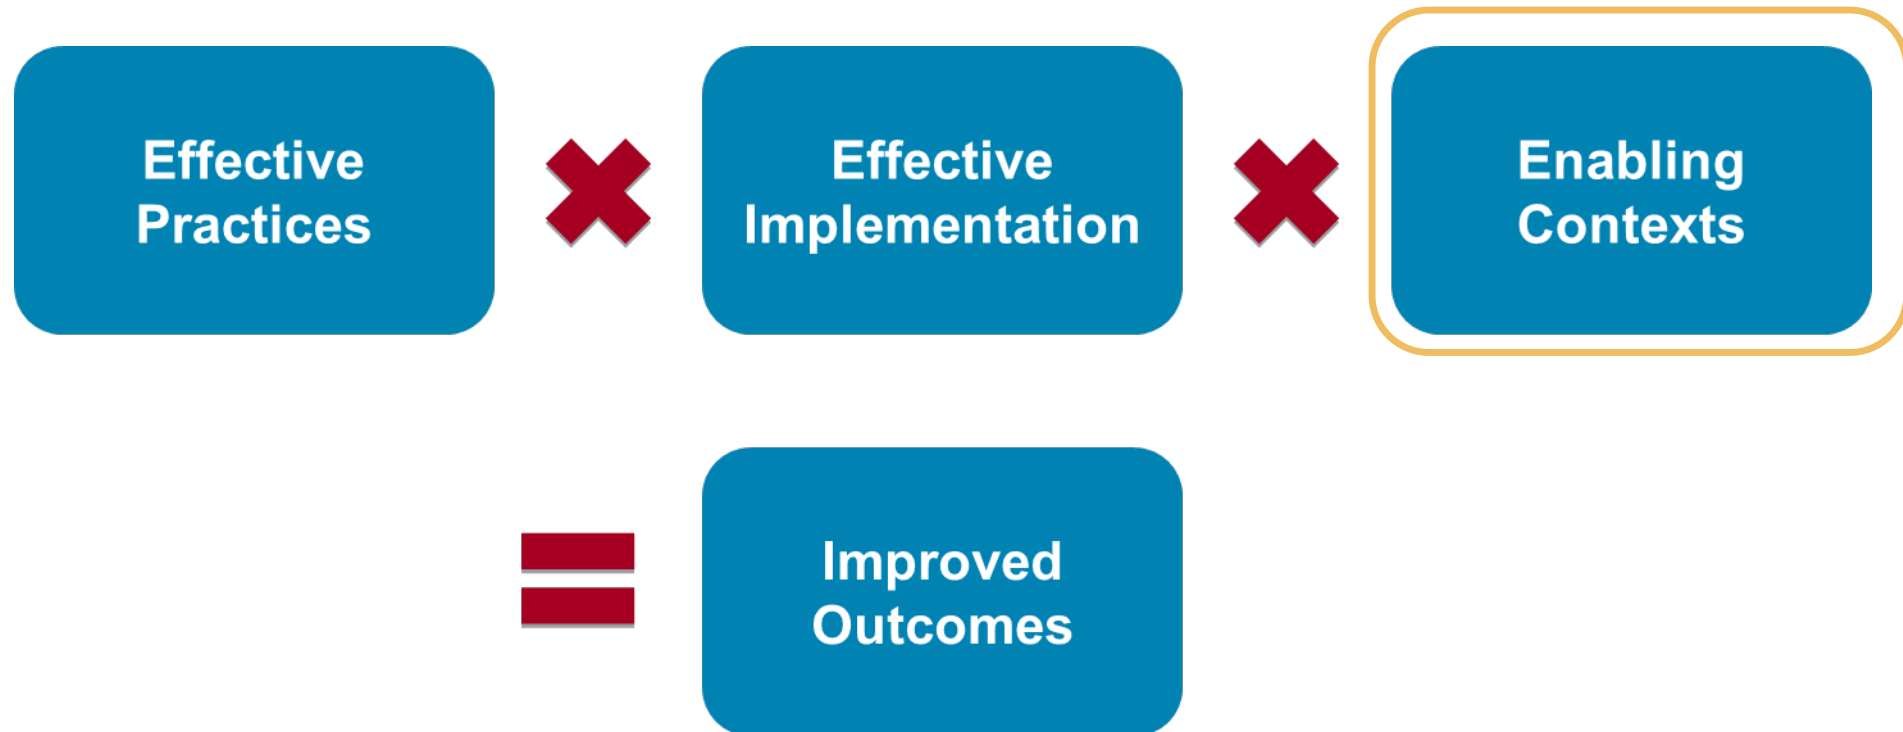 Effective
Practices
Effective
Implementation
Enabling
Contexts
Improved
Outcomes